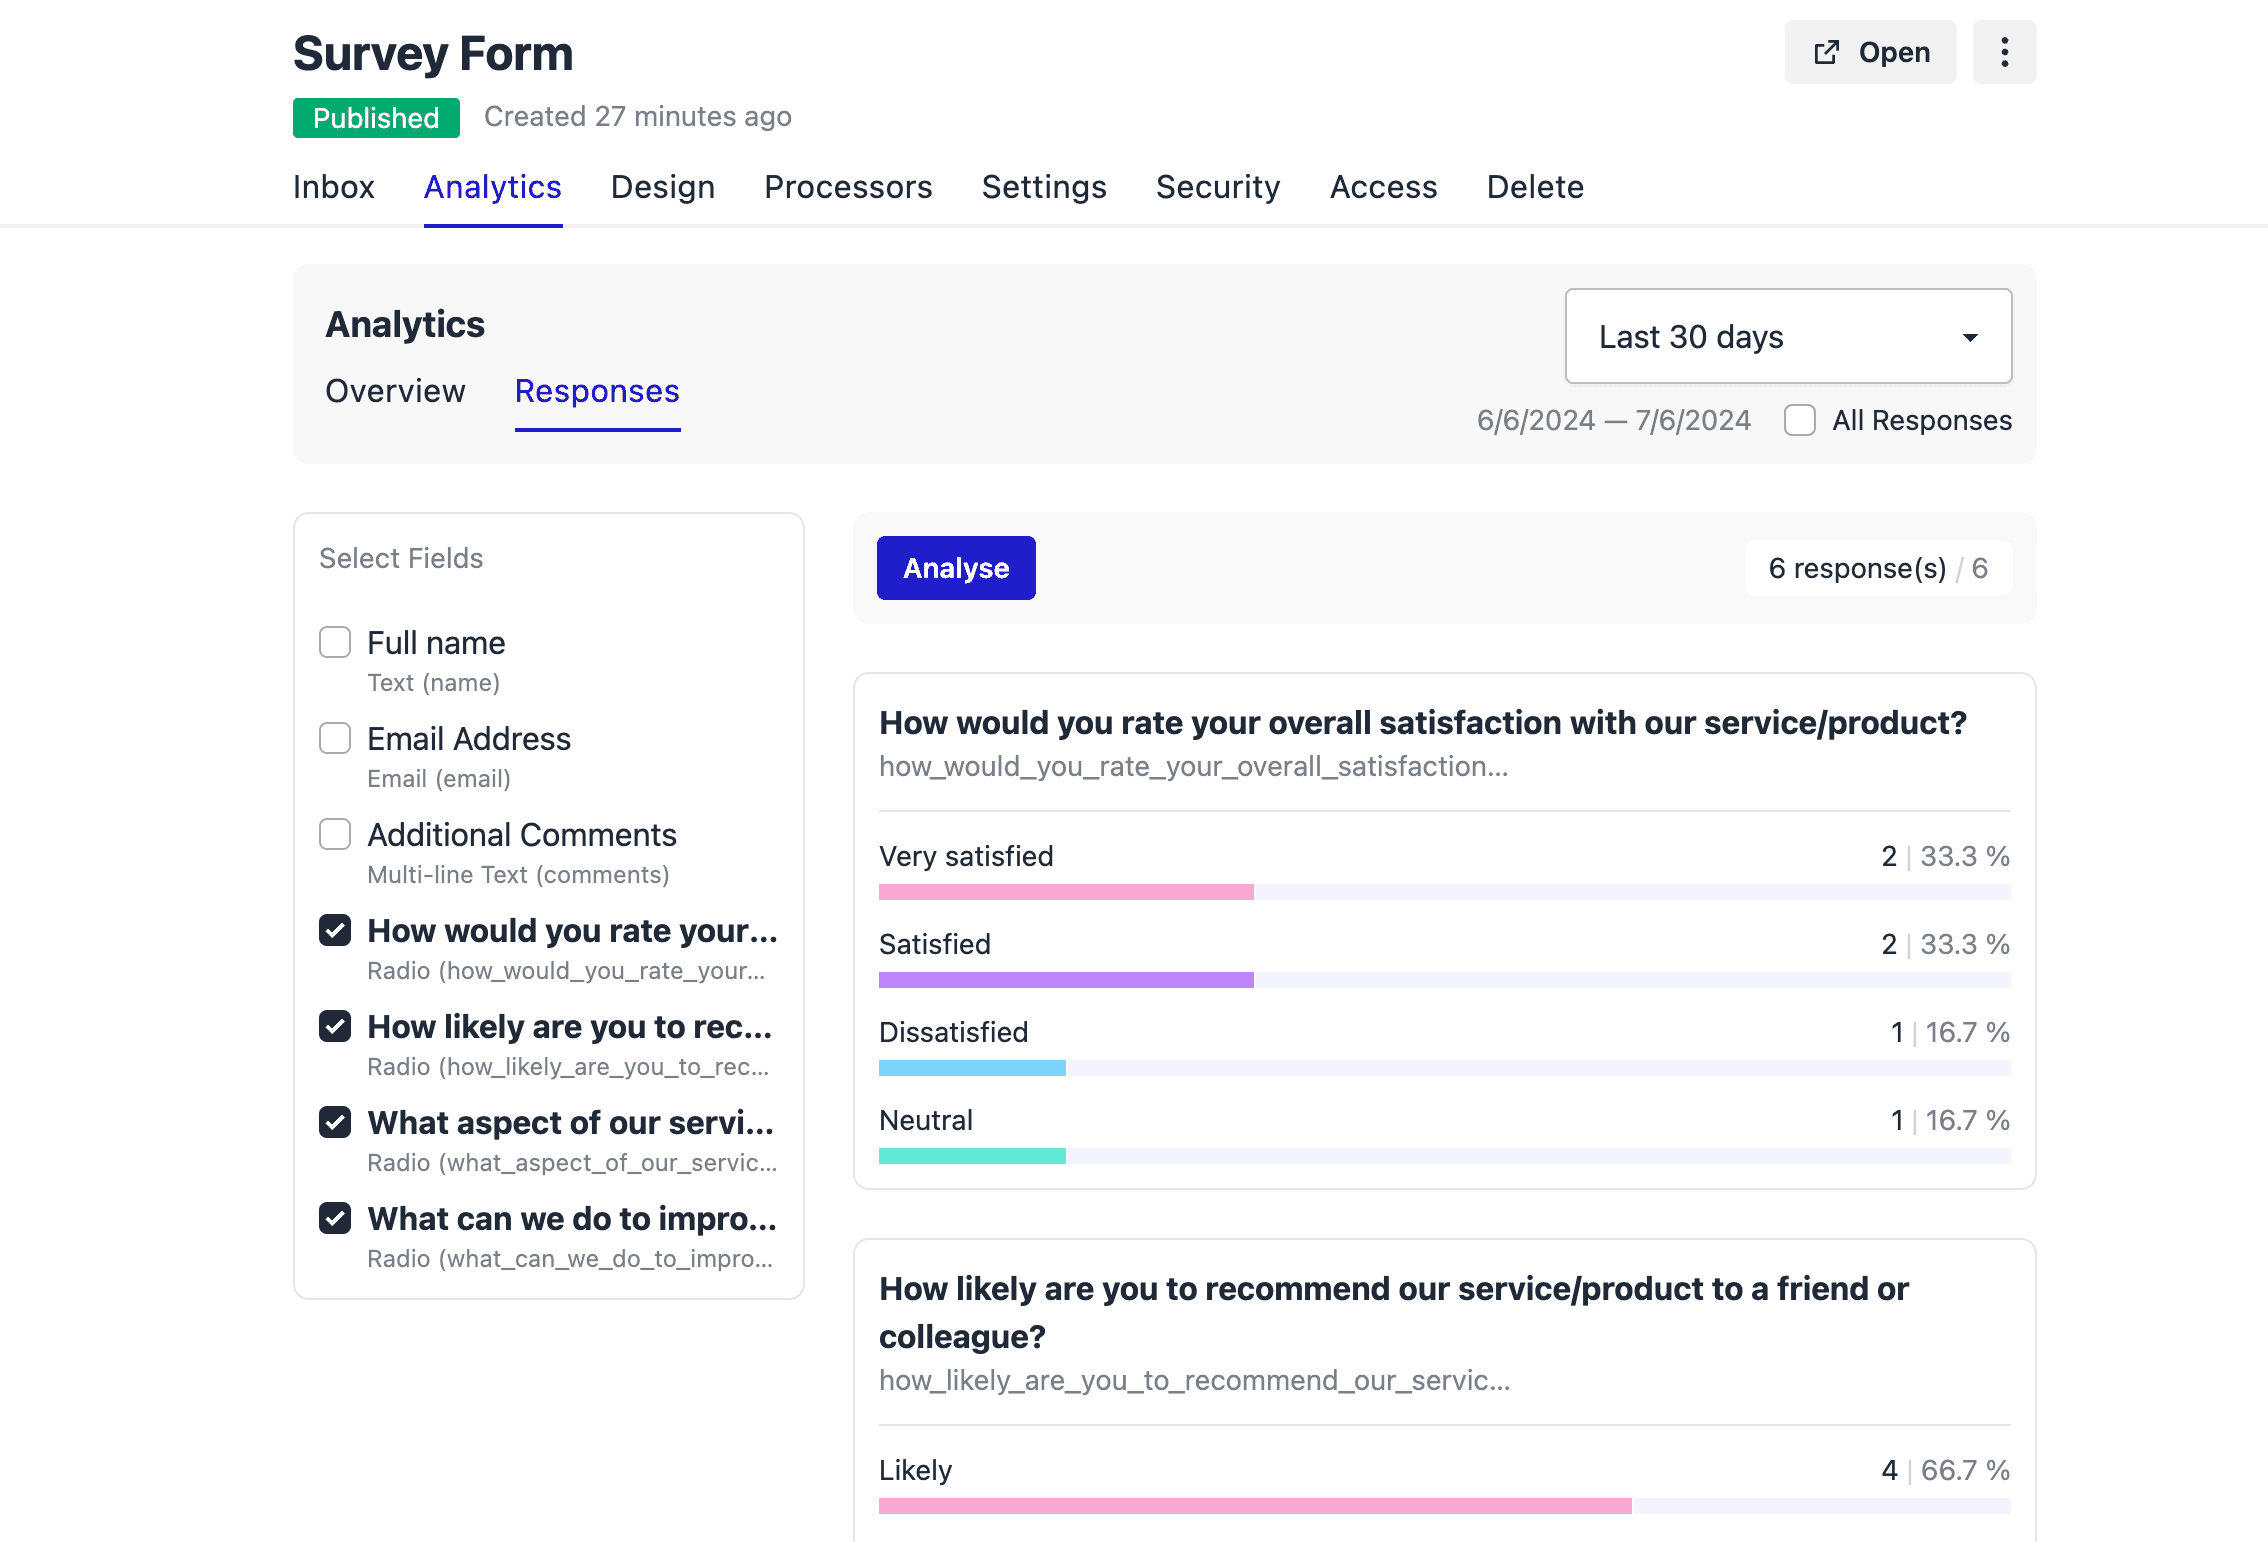 Survey Form
Open
Published
Created 27 minutes ago
Inbox
Analytics
Design
Processors
Settings
Security
Access
Delete
Analytics
Last 30 days
Overview
Responses
6/6/2024 — 7/6/2024
All Responses
Select Fields
Full name
Text (name)
Email Address
Email (email)
Additional Comments
Multi-line Text (comments)
How would you rate your...
Radio (how_would_you_rate_your...
How likely are you to rec...
Radio (how_likely_are_you_to_rec...
What aspect of our servi...
Radio (what_aspect_of_our_servic...
What can we do to impro...
Radio (what_can_we_do_to_impro...
Analyse
6 response(s) / 6
How would you rate your overall satisfaction with our service/product?
how_would_you_rate_your_overall_satisfaction...
Very satisfied
2 | 33.3 %
Satisfied
2 | 33.3 %
Dissatisfied
1 | 16.7 %
Neutral
1 | 16.7 %
How likely are you to recommend our service/product to a friend or
colleague?
how_likely_are_you_to_recommend_our_servic...
Likely
4 | 66.7 %